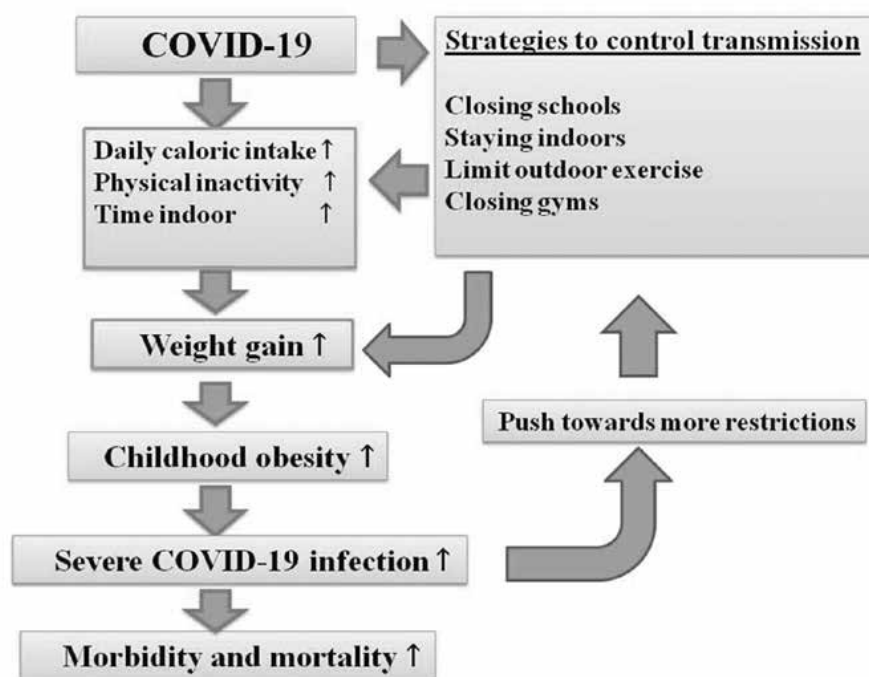 COVID-19
Strategies to control transmission
Closing schools
Staying indoors
Limit outdoor exercise
Closing gyms
Daily caloric intake ↑
Physical inactivity ↑
Time indoor ↑
Weight gain ↑
Push towards more restrictions
Childhood obesity ↑
Severe COVID-19 infection ↑
Morbidity and mortality ↑